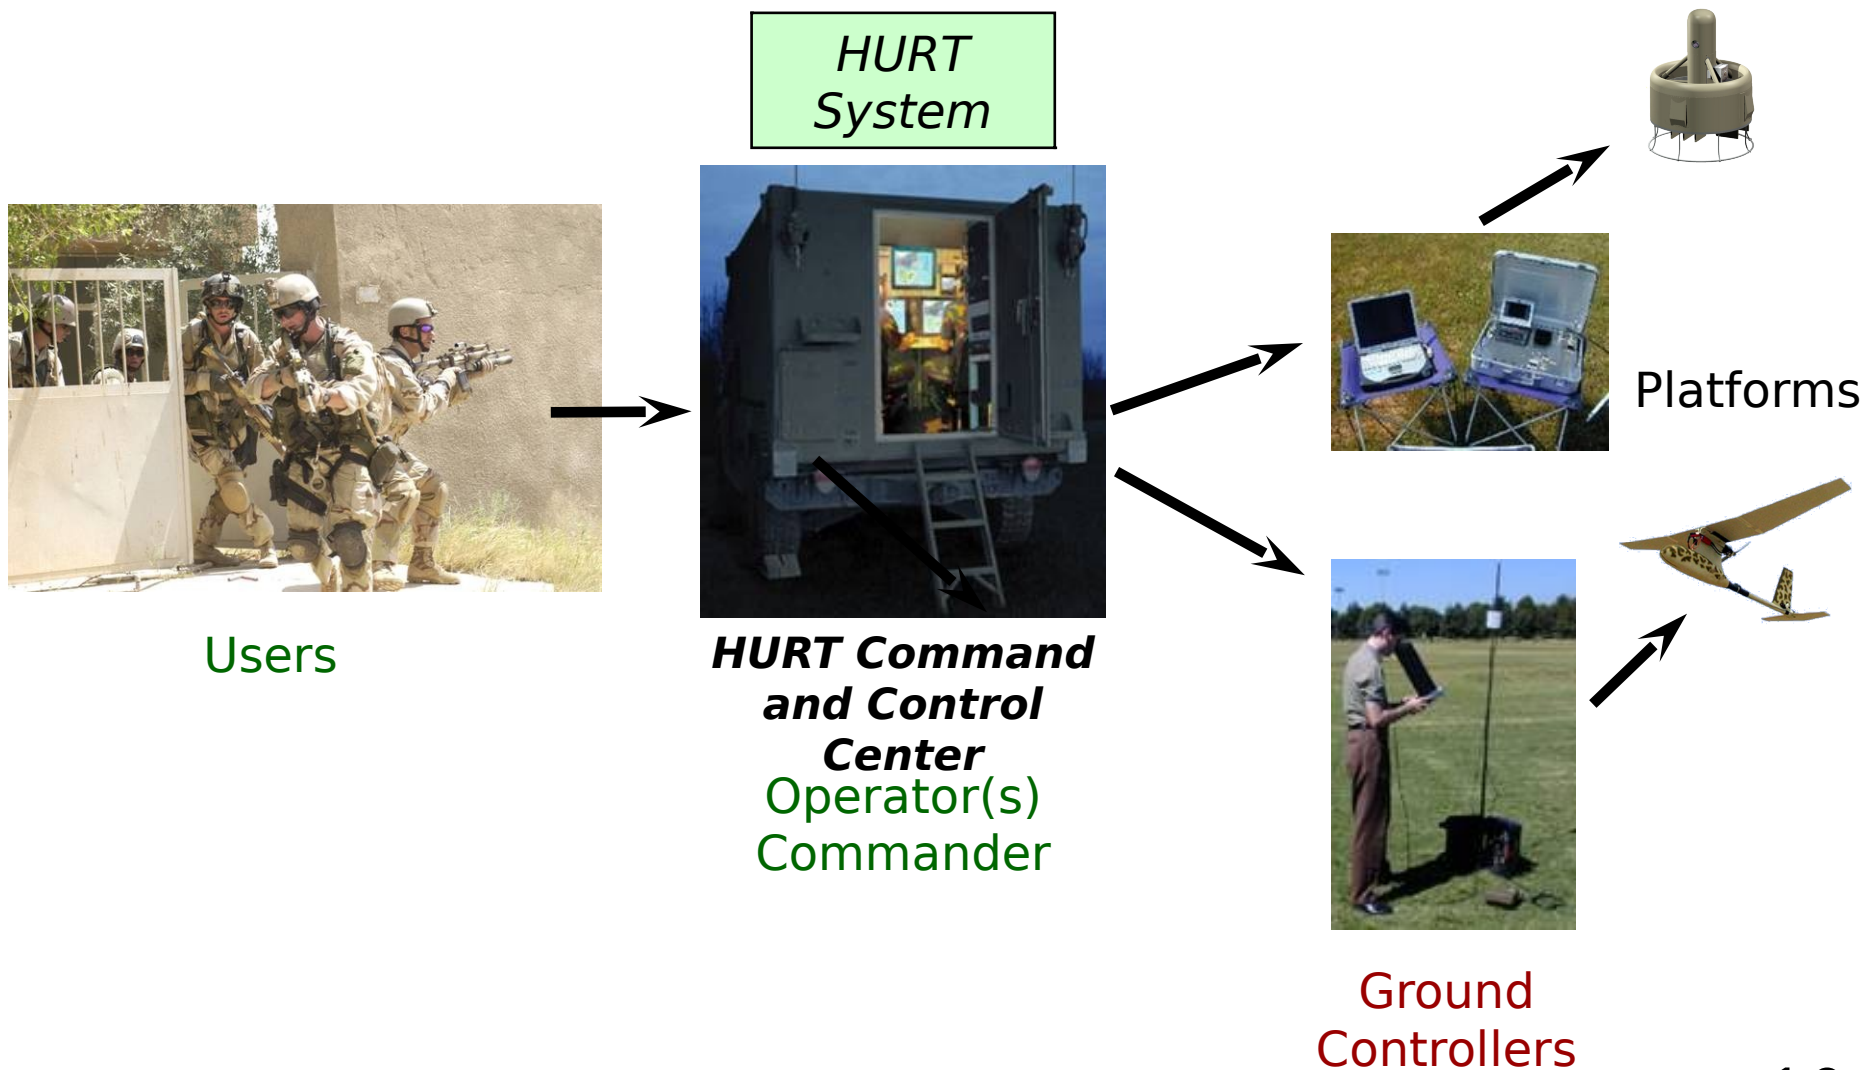 HURT
System
Platforms
Users
HURT Command
and Control
Center
Operator(s)
Commander
Ground
Controllers